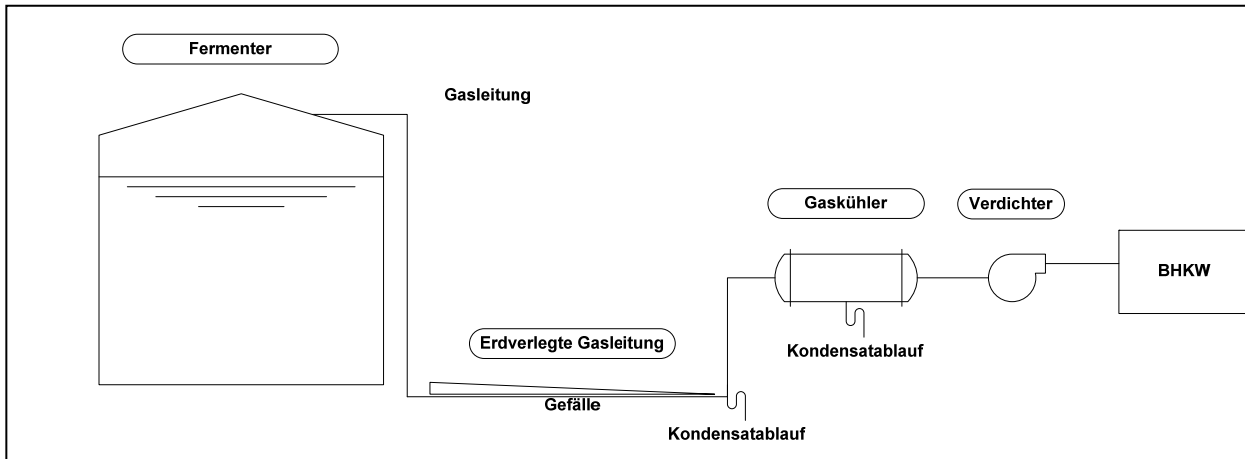 Fermenter
Gasleitung
Gaskühler
Verdichter
BHKW
Erdverlegte Gasleitung
Kondensatablauf
Gefälle
Kondensatablauf